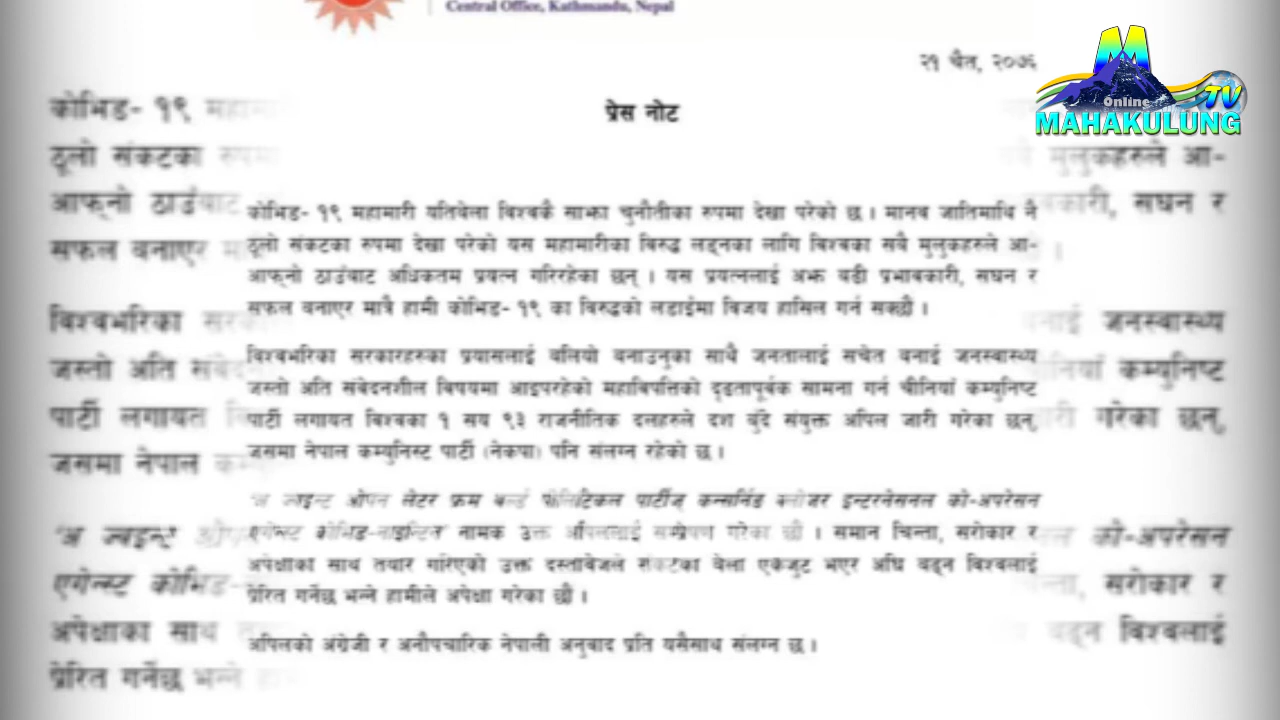 Central Office, Kathmandu, Nepal
२१ चैत, २०७६
M
Online TV
MAHAKULUNG
प्रेस नोट
कोभिड- १९ महामारी यतिबेला विश्वकै साझा चुनौतीका रुपमा देखा परेको छ । मानव जातिमाथि नै
ठूलो संकटका रुपमा देखा परेको यस महामारीका विरुद्ध लड्नका लागि विश्वका सबै मुलुकहरुले आ-
आफ्नो ठाउंबाट अधिकतम प्रयत्न गरिरहेका छन् । यस प्रयत्नलाई अझ बढी प्रभावकारी, सघन र
सफल बनाएर मात्रै हामी कोभिड- १९ का विरुद्धको लडाईमा विजय हासिल गर्न सक्छौ ।
विश्वभरिका सरकारहरुका प्रयासलाई बलियो बनाउनुका साथै जनतालाई सचेत बनाई जनस्वास्थ्य
जस्तो अति संवेदनशील विषयमा आइपरहेको महाविपत्तिको दृढतापूर्वक सामना गर्न चीनियाँ कम्युनिष्ट
पार्टी लगायत विश्वका १ सय ९३ राजनीतिक दलहरुले दश बुँदे संयुक्त अपिल जारी गरेका छन्,
जसमा नेपाल कम्युनिस्ट पार्टी (नेकपा) पनि संलग्न रहेको छ ।
'अ ज्वइन्ट ओपन लेटर फ्रम वर्ल्ड पोलिटिकल पार्टीज् कन्सर्निङ क्लोजर इन्टरनेसनल को-अपरेसन
एगेन्स्ट कोभिड-नाइन्टिन' नामक उक्त अपिललाई सम्प्रेषण गरेका छौ । समान चिन्ता, सरोकार र
अपेक्षाका साथ तयार गरिएको उक्त दस्तावेजले संकटका बेला एकजुट भएर अघि बढ्न विश्वलाई
प्रेरित गर्नेछ भन्ने हामीले अपेक्षा गरेका छौ ।
अपिलको अंग्रेजी र अनौपचारिक नेपाली अनुवाद प्रति यसैसाथ संलग्न छ ।